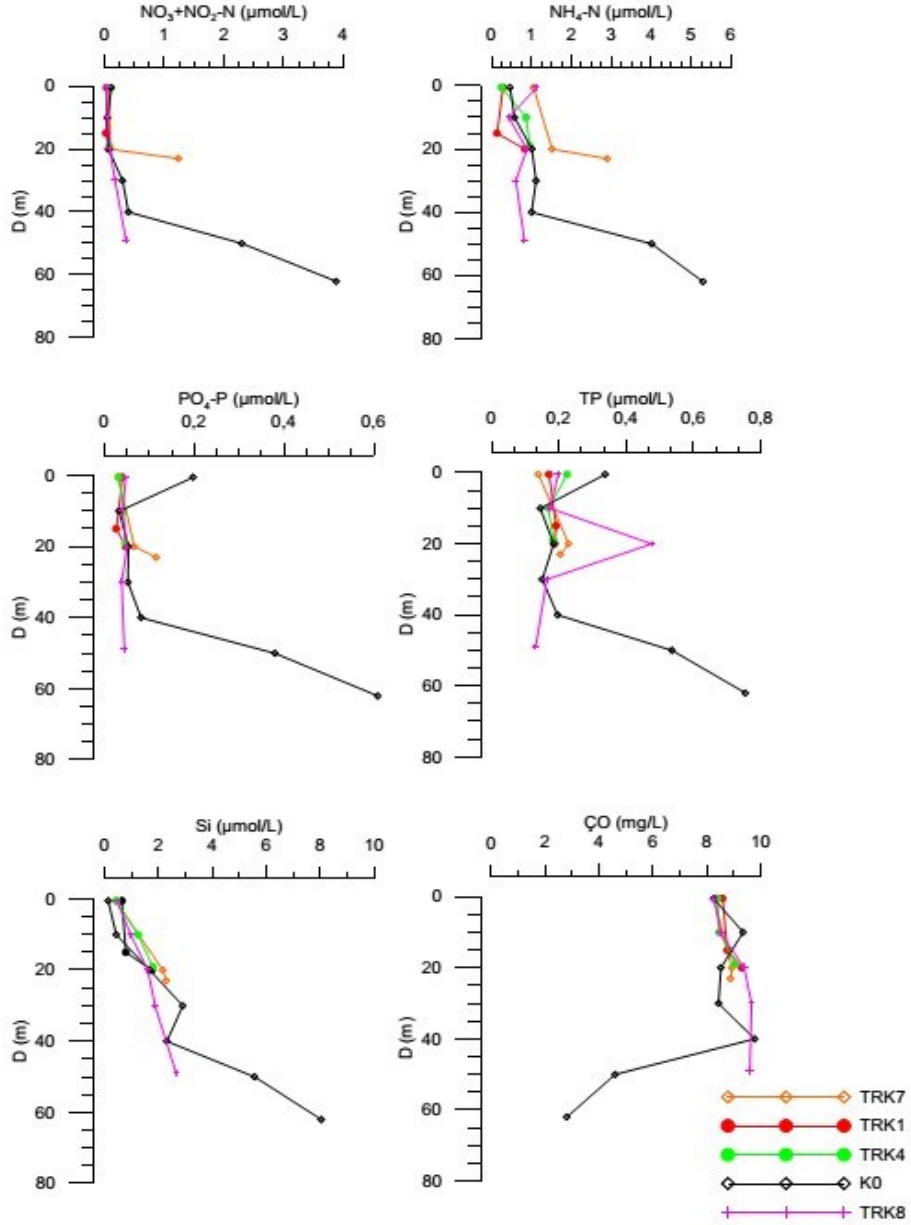 NO₃+NO₂-N (µmol/L)
0 1 2 3 4
0
20
40
60
80
D (m)
NH₄-N (µmol/L)
0 1 2 3 4 5 6
0
20
40
60
80
D (m)
PO₄-P (µmol/L)
0 0,2 0,4 0,6
0
20
40
60
80
D (m)
TP (µmol/L)
0 0,2 0,4 0,6 0,8
0
20
40
60
80
D (m)
Si (µmol/L)
0 2 4 6 8 10
0
20
40
60
80
D (m)
ÇO (mg/L)
0 2 4 6 8 10
0
20
40
60
80
D (m)
TRK7
TRK1
TRK4
K0
TRK8